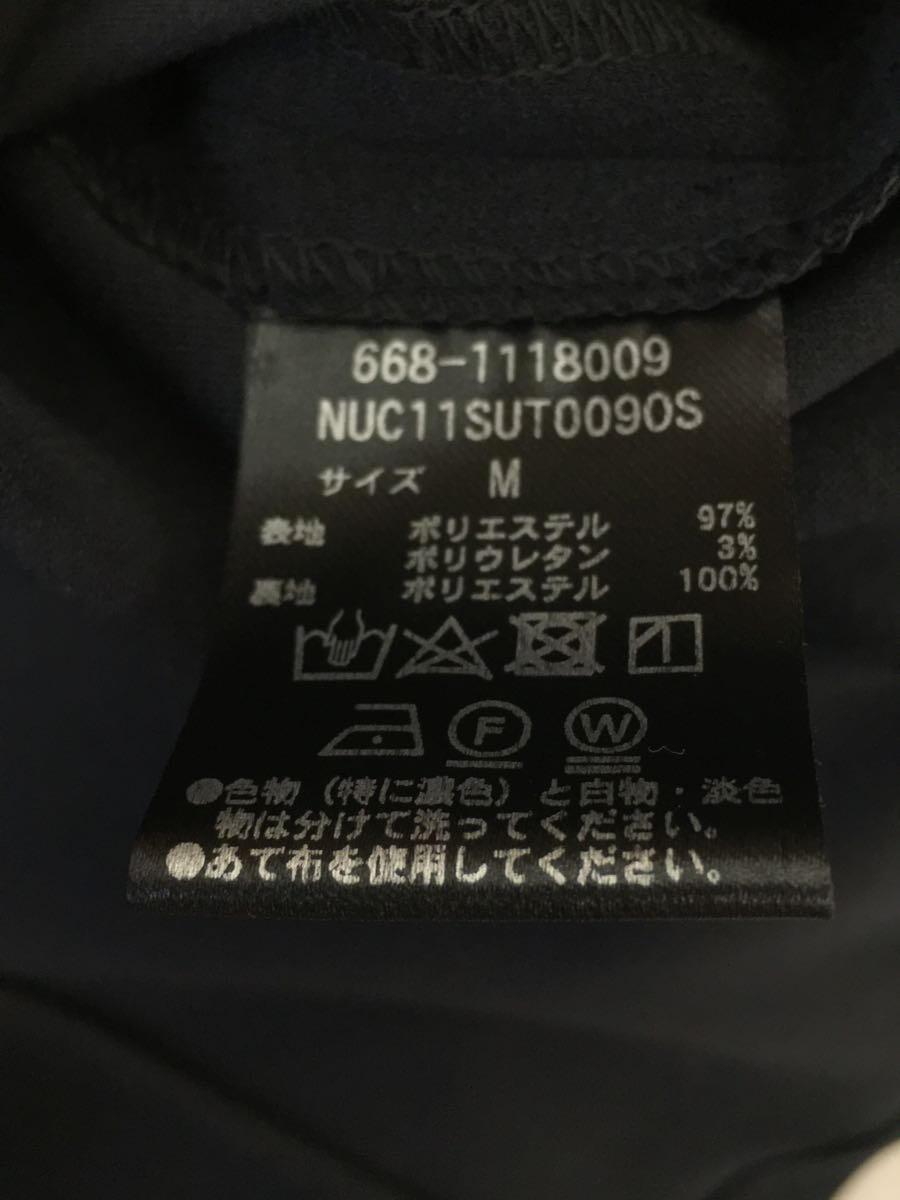 668-1118009
NUC11SUT0090S
サイズ M
表地 ポリエステル 97%
ポリウレタン 3%
裏地 ポリエステル 100%
F W
●色物（特に濃色）と白物・淡色
物は分けて洗ってください。
●あて布を使用してください。